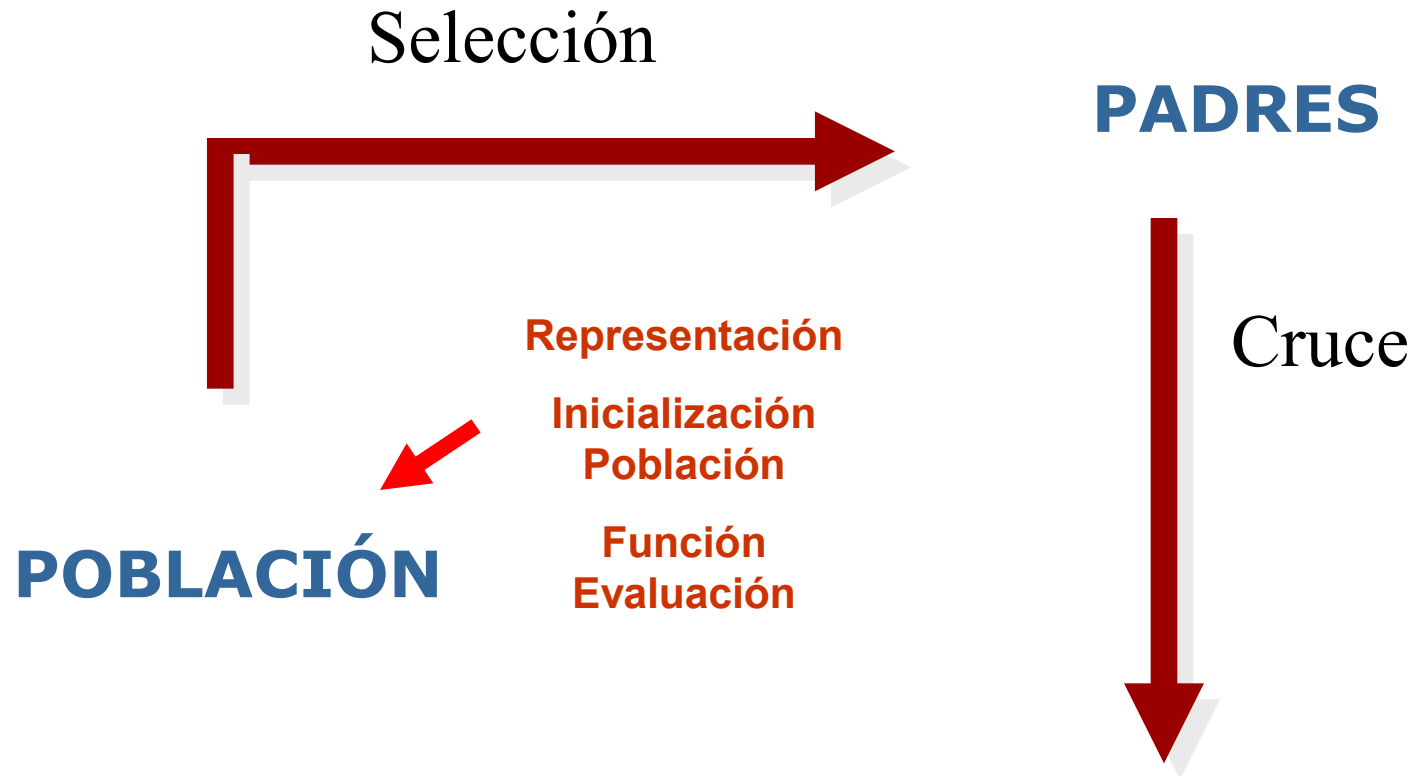 Selección
PADRES
Representación
Cruce
Inicialización
Población
Función
POBLACIÓN
Evaluación